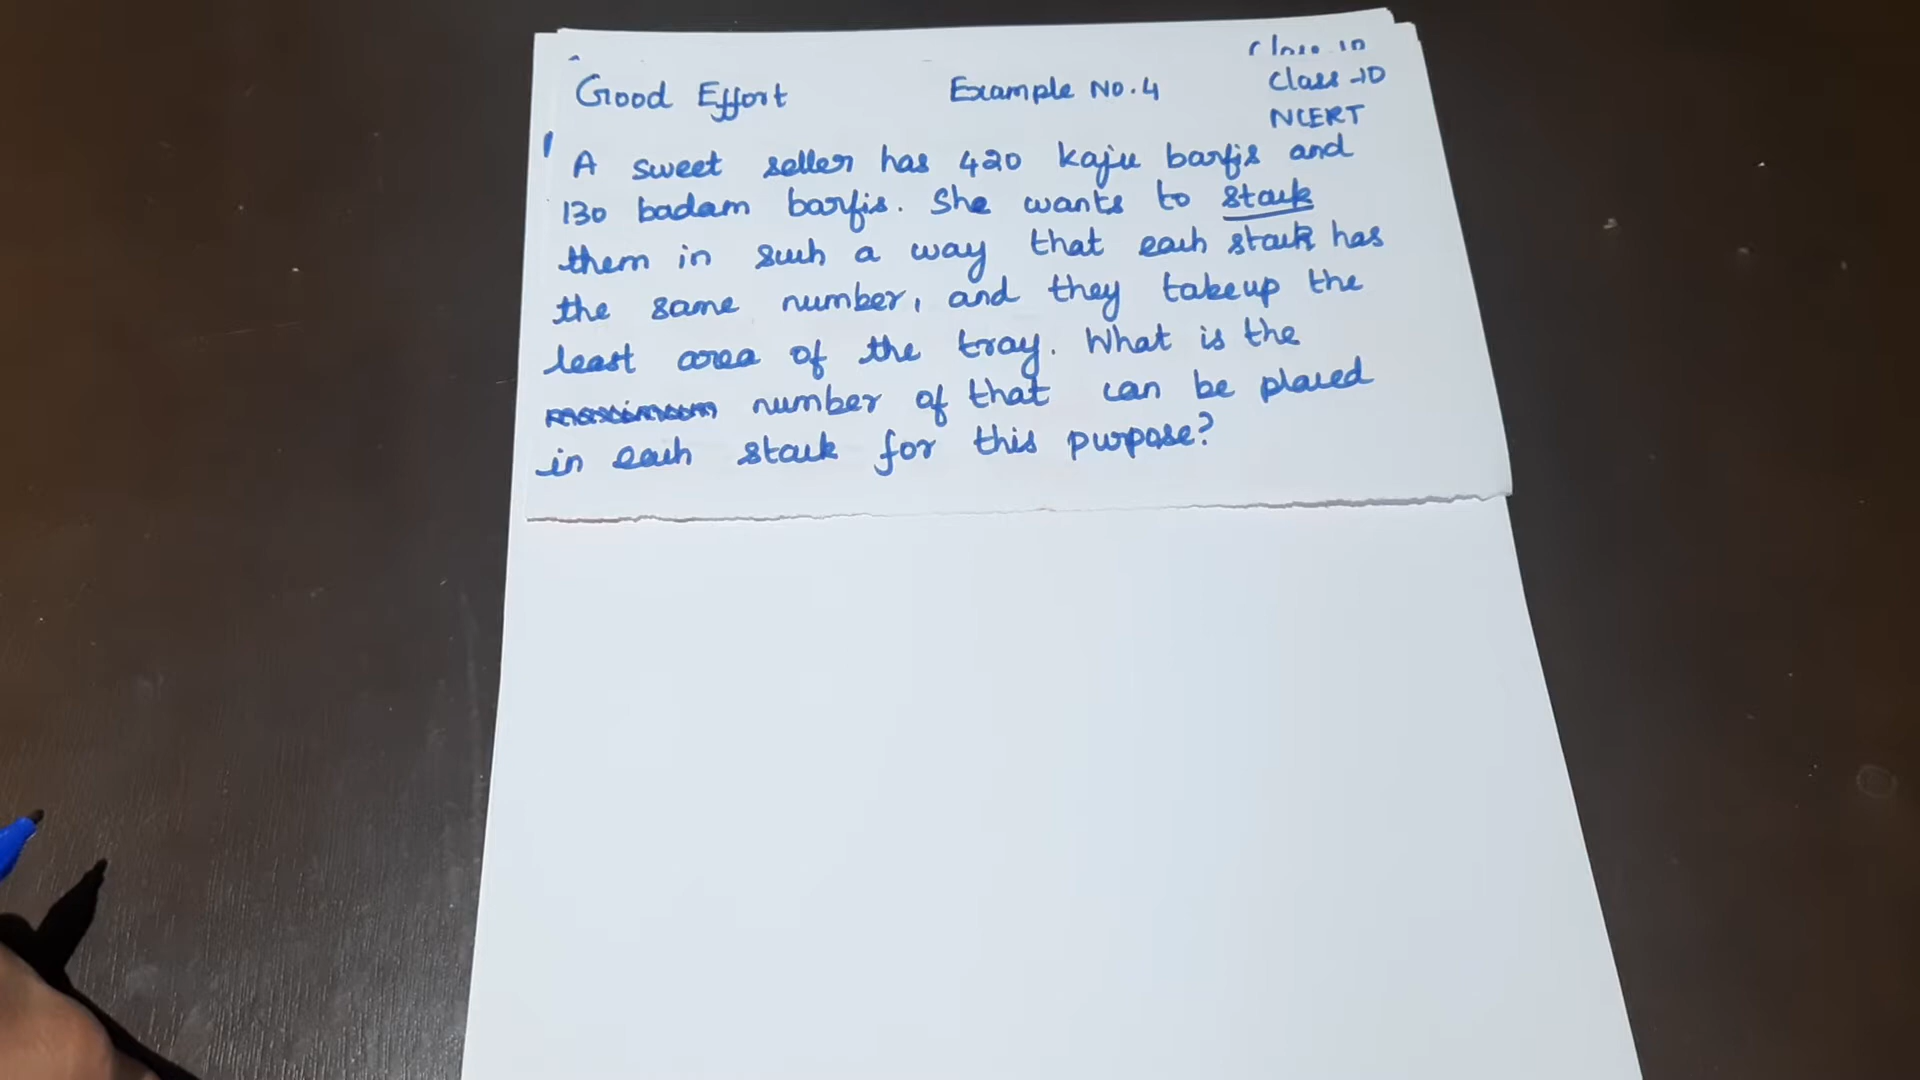 Class 10
Good Effort Example No.4 Class-10
NCERT
A sweet seller has 420 kaju barfis and
130 badam barfis. She wants to stack
them in such a way that each stack has
the same number, and they takeup the
least area of the tray. What is the
maximum number of that can be placed
in each stack for this purpose?